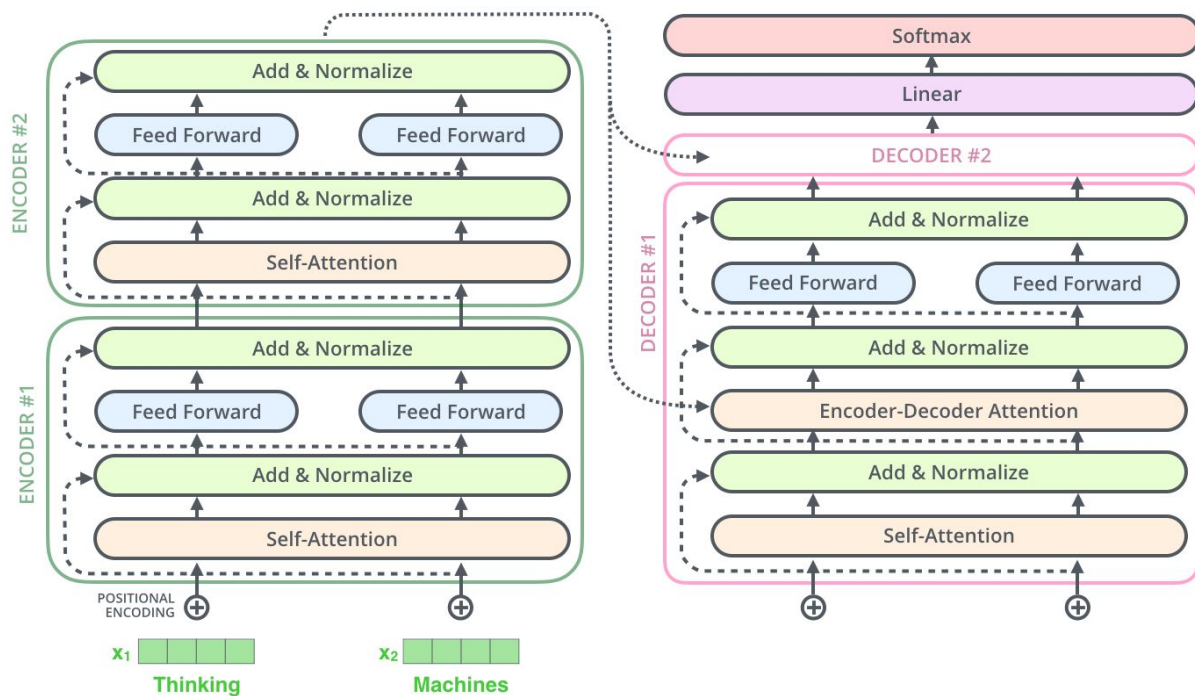 ENCODER #2
Add & Normalize
Feed Forward Feed Forward
Add & Normalize
Self-Attention
ENCODER #1
Add & Normalize
Feed Forward Feed Forward
Add & Normalize
Self-Attention
POSITIONAL
ENCODING
x1 x2
Thinking Machines
Softmax
Linear
DECODER #2
DECODER #1
Add & Normalize
Feed Forward Feed Forward
Add & Normalize
Encoder-Decoder Attention
Add & Normalize
Self-Attention